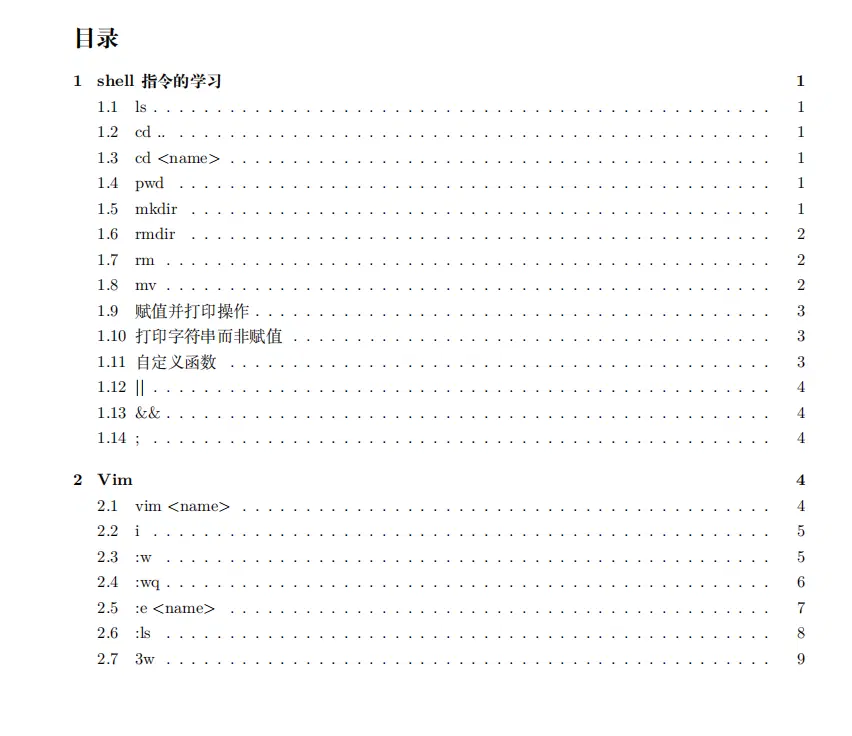 目录
1 shell 指令的学习 1
1.1 ls . . . . . . . . . . . . . . . . . . . . . . . . . . . . . . . . . . . . . . . . . . . . . . . . . 1
1.2 cd .. . . . . . . . . . . . . . . . . . . . . . . . . . . . . . . . . . . . . . . . . . . . . . . . 1
1.3 cd <name> . . . . . . . . . . . . . . . . . . . . . . . . . . . . . . . . . . . . . . . . . . . 1
1.4 pwd . . . . . . . . . . . . . . . . . . . . . . . . . . . . . . . . . . . . . . . . . . . . . . . 1
1.5 mkdir . . . . . . . . . . . . . . . . . . . . . . . . . . . . . . . . . . . . . . . . . . . . . . 1
1.6 rmdir . . . . . . . . . . . . . . . . . . . . . . . . . . . . . . . . . . . . . . . . . . . . . . 2
1.7 rm . . . . . . . . . . . . . . . . . . . . . . . . . . . . . . . . . . . . . . . . . . . . . . . . 2
1.8 mv . . . . . . . . . . . . . . . . . . . . . . . . . . . . . . . . . . . . . . . . . . . . . . . . 2
1.9 赋值并打印操作 . . . . . . . . . . . . . . . . . . . . . . . . . . . . . . . . . . . . . . . . . 3
1.10 打印字符串而非赋值 . . . . . . . . . . . . . . . . . . . . . . . . . . . . . . . . . . . . . . 3
1.11 自定义函数 . . . . . . . . . . . . . . . . . . . . . . . . . . . . . . . . . . . . . . . . . . . 3
1.12 || . . . . . . . . . . . . . . . . . . . . . . . . . . . . . . . . . . . . . . . . . . . . . . . . . 4
1.13 && . . . . . . . . . . . . . . . . . . . . . . . . . . . . . . . . . . . . . . . . . . . . . . . . 4
1.14 ; . . . . . . . . . . . . . . . . . . . . . . . . . . . . . . . . . . . . . . . . . . . . . . . . . 4
2 Vim 4
2.1 vim <name> . . . . . . . . . . . . . . . . . . . . . . . . . . . . . . . . . . . . . . . . . . 4
2.2 i . . . . . . . . . . . . . . . . . . . . . . . . . . . . . . . . . . . . . . . . . . . . . . . . . 5
2.3 :w . . . . . . . . . . . . . . . . . . . . . . . . . . . . . . . . . . . . . . . . . . . . . . . . 5
2.4 :wq . . . . . . . . . . . . . . . . . . . . . . . . . . . . . . . . . . . . . . . . . . . . . . . . 6
2.5 :e <name> . . . . . . . . . . . . . . . . . . . . . . . . . . . . . . . . . . . . . . . . . . . 7
2.6 :ls . . . . . . . . . . . . . . . . . . . . . . . . . . . . . . . . . . . . . . . . . . . . . . . . 8
2.7 3w . . . . . . . . . . . . . . . . . . . . . . . . . . . . . . . . . . . . . . . . . . . . . . . . 9